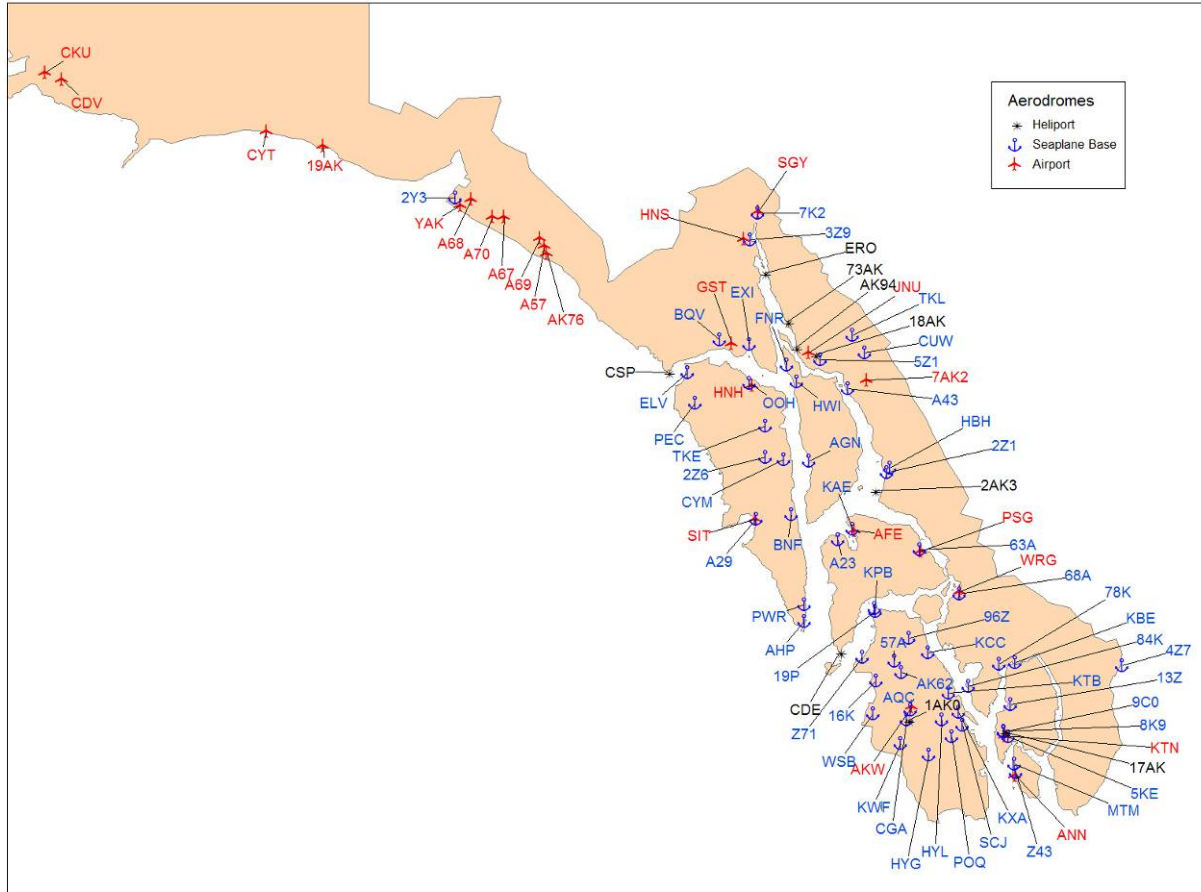 CKU
CDV
Aerodromes
Heliport
Seaplane Base
Airport
CYT
19AK
SGY
2Y3
YAK
HNS
7K2
A68
3Z9
A70
ERO
A67
73AK
A69
AK94
A57
GST
EXI
JNU
AK76
FNR
TKL
BQV
18AK
CUW
5Z1
CSP
7AK2
ELV
HNH
OOH
HWI
A43
PEC
HBH
TKE
AGN
2Z1
2Z6
KAE
2AK3
CYM
PSG
SIT
AFE
BNF
A23
63A
A29
KPB
WRG
68A
78K
PWR
96Z
KBE
AHP
57A
KCC
84K
4Z7
19P
AK62
KTB
13Z
CDE
16K
AQC
1AK0
9C0
Z71
8K9
WSB
KTN
AKW
17AK
KWF
KXA
5KE
CGA
MTM
HYG
HYL
POQ
SCJ
Z43
ANN